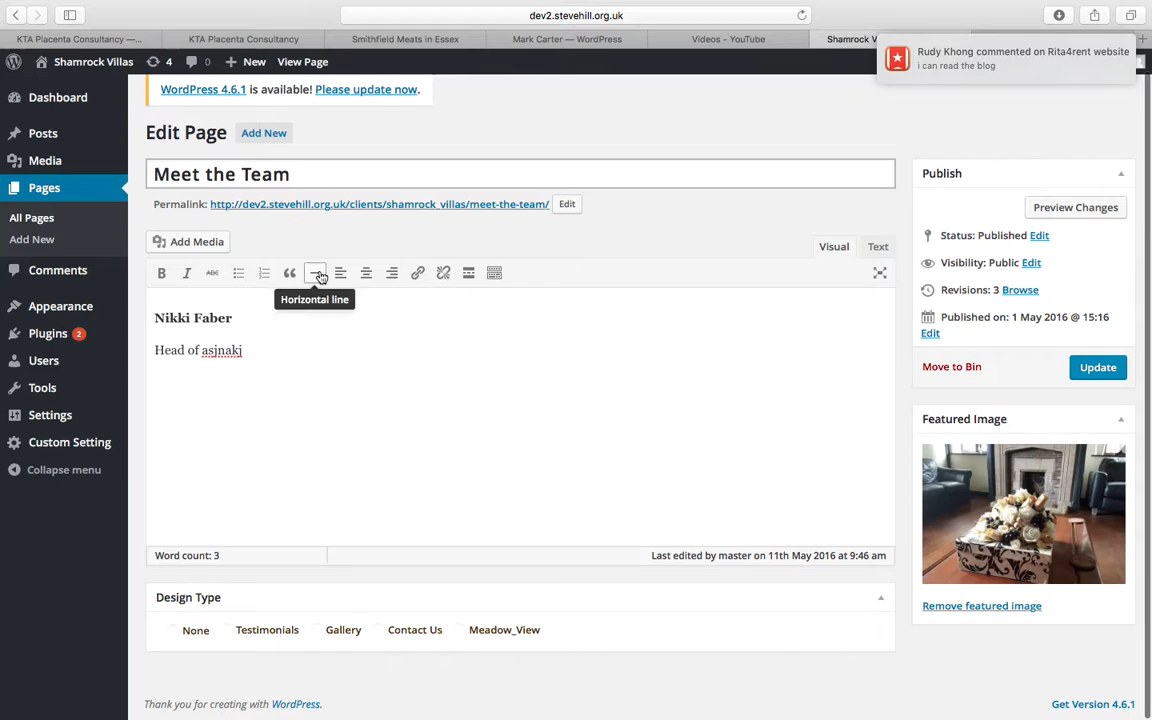 dev2.stevehill.org.uk
KTA Placenta Consultancy —...
KTA Placenta Consultancy
Smithfield Meats in Essex
Mark Carter — WordPress
Videos - YouTube
Shamrock V
Rudy Khong commented on Rita4rent website
i can read the blog
Shamrock Villas
4
0
New
View Page
WordPress 4.6.1 is available! Please update now.
Dashboard
Posts
Media
Pages
All Pages
Add New
Comments
Appearance
Plugins 2
Users
Tools
Settings
Custom Setting
Collapse menu
Edit Page
Add New
Meet the Team
Permalink: http://dev2.stevehill.org.uk/clients/shamrock_villas/meet-the-team/
Edit
Add Media
Visual
Text
B
I
ABC
Horizontal line
Nikki Faber
Head of asjnakj
Word count: 3
Last edited by master on 11th May 2016 at 9:46 am
Design Type
None
Testimonials
Gallery
Contact Us
Meadow_View
Publish
Preview Changes
Status: Published Edit
Visibility: Public Edit
Revisions: 3 Browse
Published on: 1 May 2016 @ 15:16
Edit
Move to Bin
Update
Featured Image
Remove featured image
Thank you for creating with WordPress.
Get Version 4.6.1